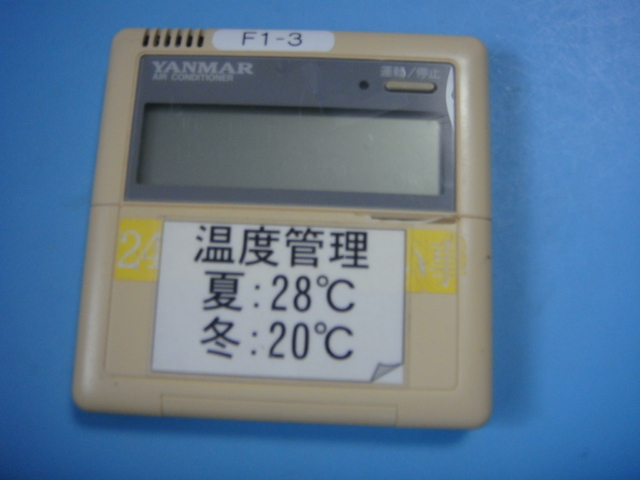 F1-3
YANMAR
AIR CONDITIONER
運転/停止
24
温度管理
夏:28℃
冬:20℃